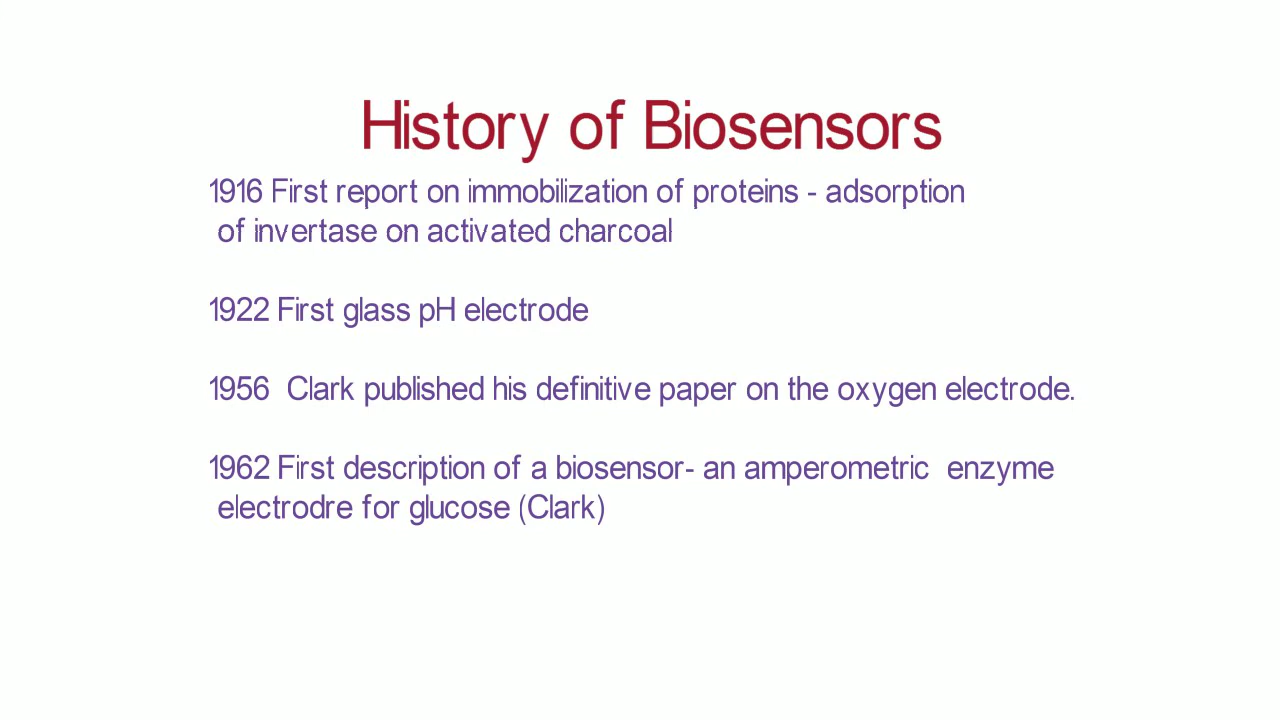 History of Biosensors
1916 First report on immobilization of proteins - adsorption
of invertase on activated charcoal
1922 First glass pH electrode
1956  Clark published his definitive paper on the oxygen electrode.
1962 First description of a biosensor- an amperometric  enzyme
electrodre for glucose (Clark)